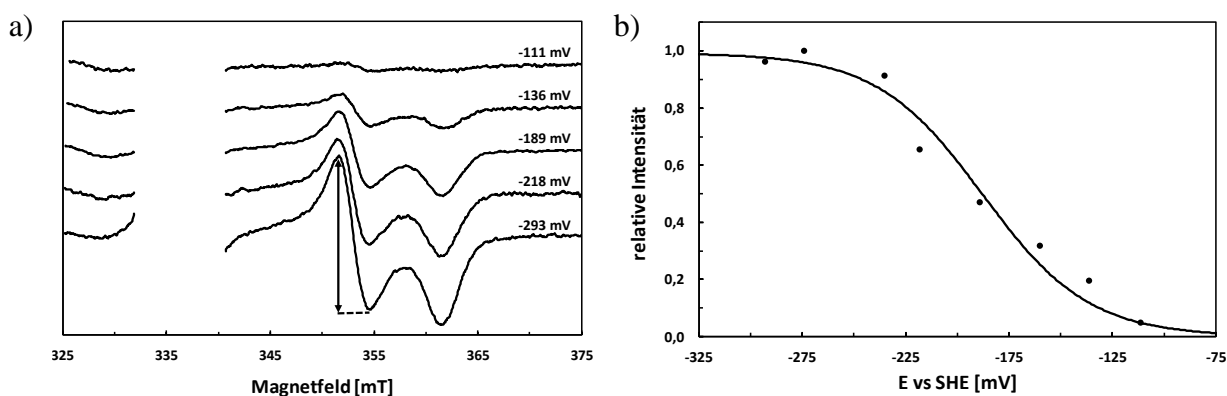 a)
-111 mV
-136 mV
-189 mV
-218 mV
-293 mV
325 335 345 355 365 375
Magnetfeld [mT]
b)
1,0
0,8
0,6
0,4
0,2
0,0
relative Intensität
-325 -275 -225 -175 -125 -75
E vs SHE [mV]